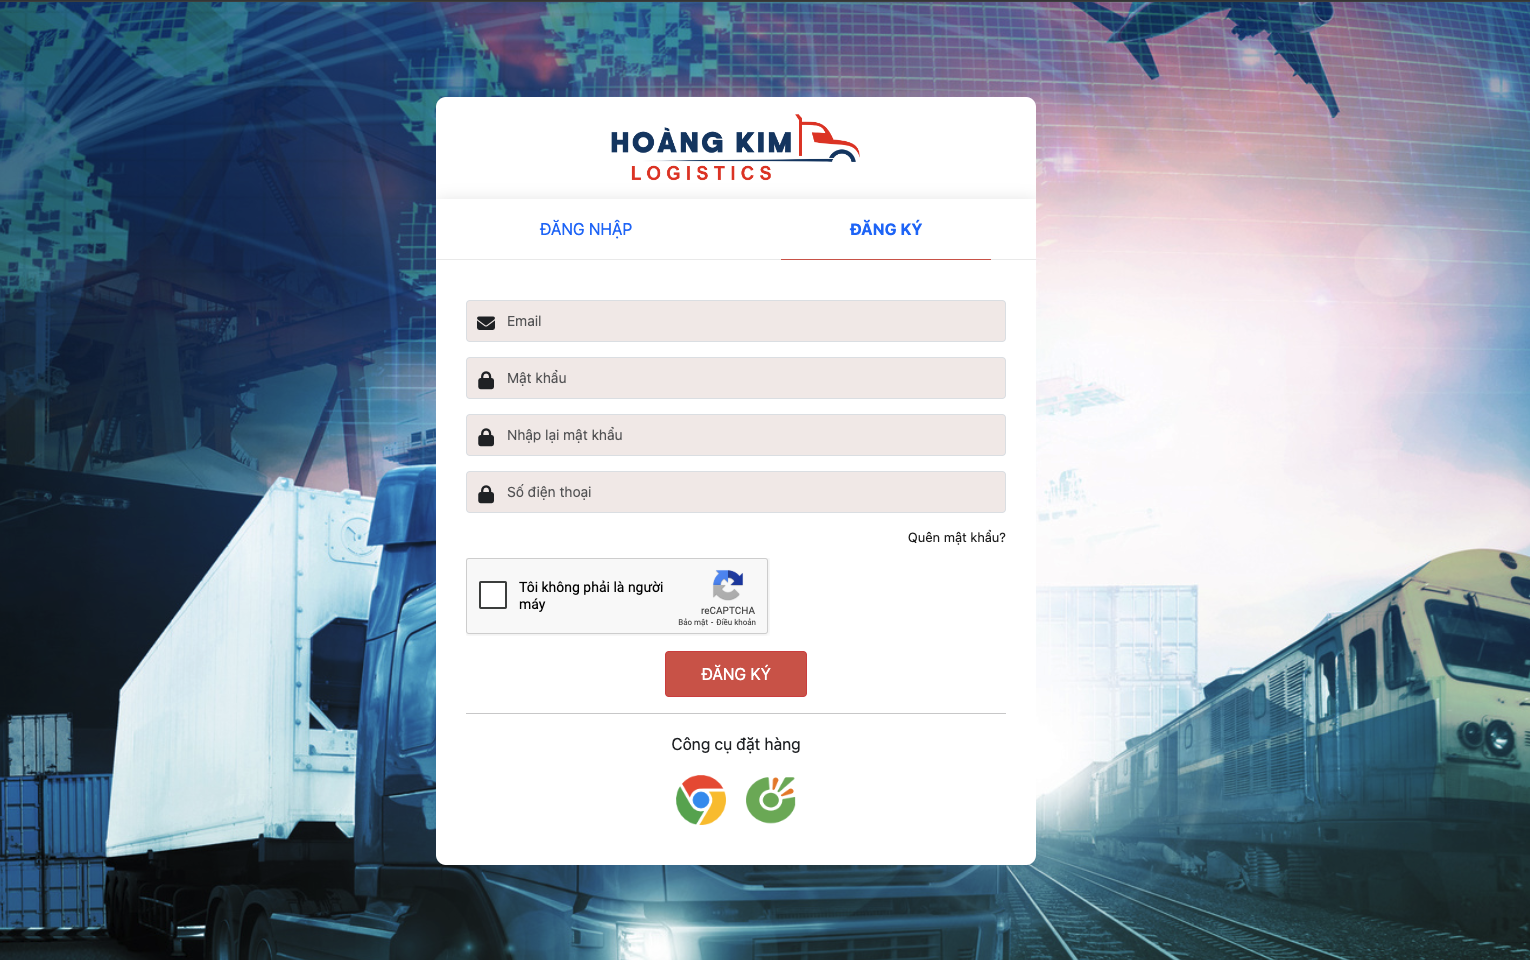 HOÀNG KIM
LOGISTICS
ĐĂNG NHẬP
ĐĂNG KÝ
Email
Mật khẩu
Nhập lại mật khẩu
Số điện thoại
Quên mật khẩu?
Tôi không phải là người
máy
reCAPTCHA
Bảo mật - Điều khoản
ĐĂNG KÝ
Công cụ đặt hàng